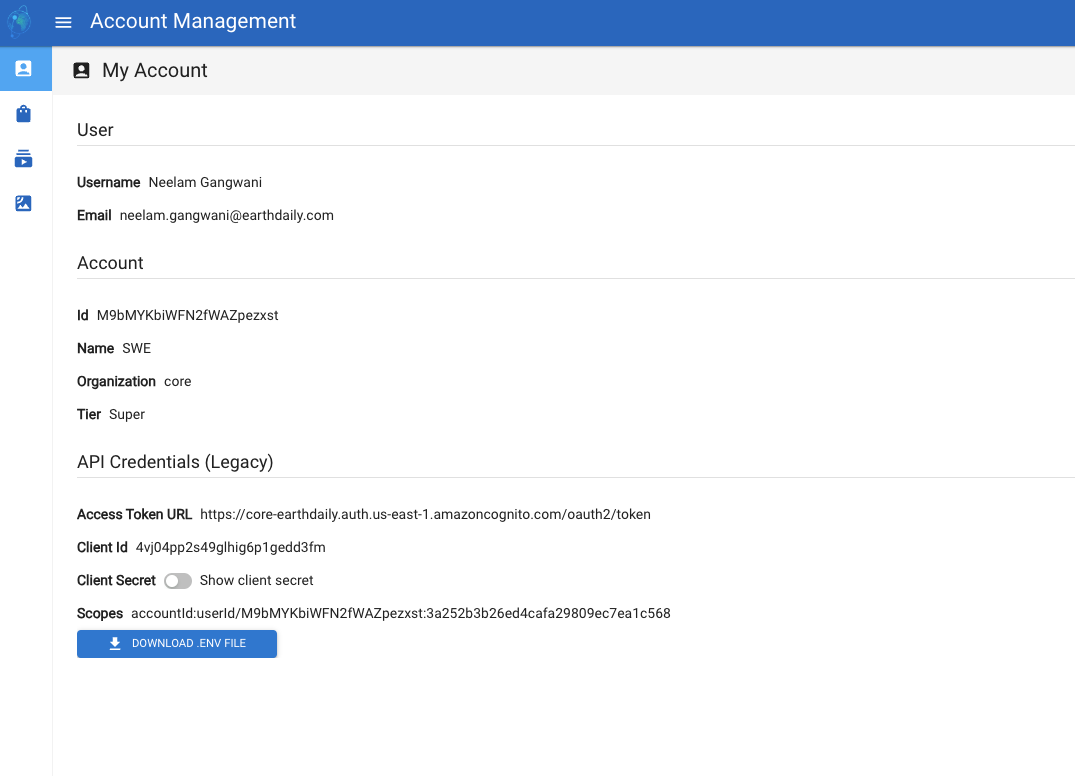 Account Management
My Account
User
Username Neelam Gangwani
Email neelam.gangwani@earthdaily.com
Account
Id M9bMYKbiWFN2fWAZpezxst
Name SWE
Organization core
Tier Super
API Credentials (Legacy)
Access Token URL https://core-earthdaily.auth.us-east-1.amazoncognito.com/oauth2/token
Client Id 4vj04pp2s49glhig6p1gedd3fm
Client Secret Show client secret
Scopes accountId:userId/M9bMYKbiWFN2fWAZpezxst:3a252b3b26ed4cafa29809ec7ea1c568
DOWNLOAD .ENV FILE